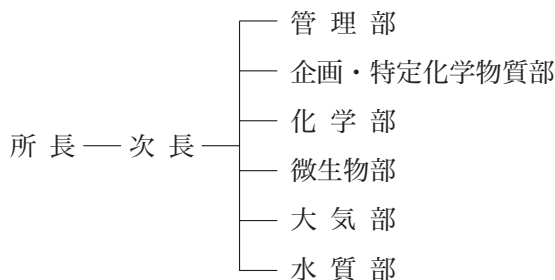 管理部
企画・特定化学物質部
化学部
所長 次長
微生物部
大気部
水質部